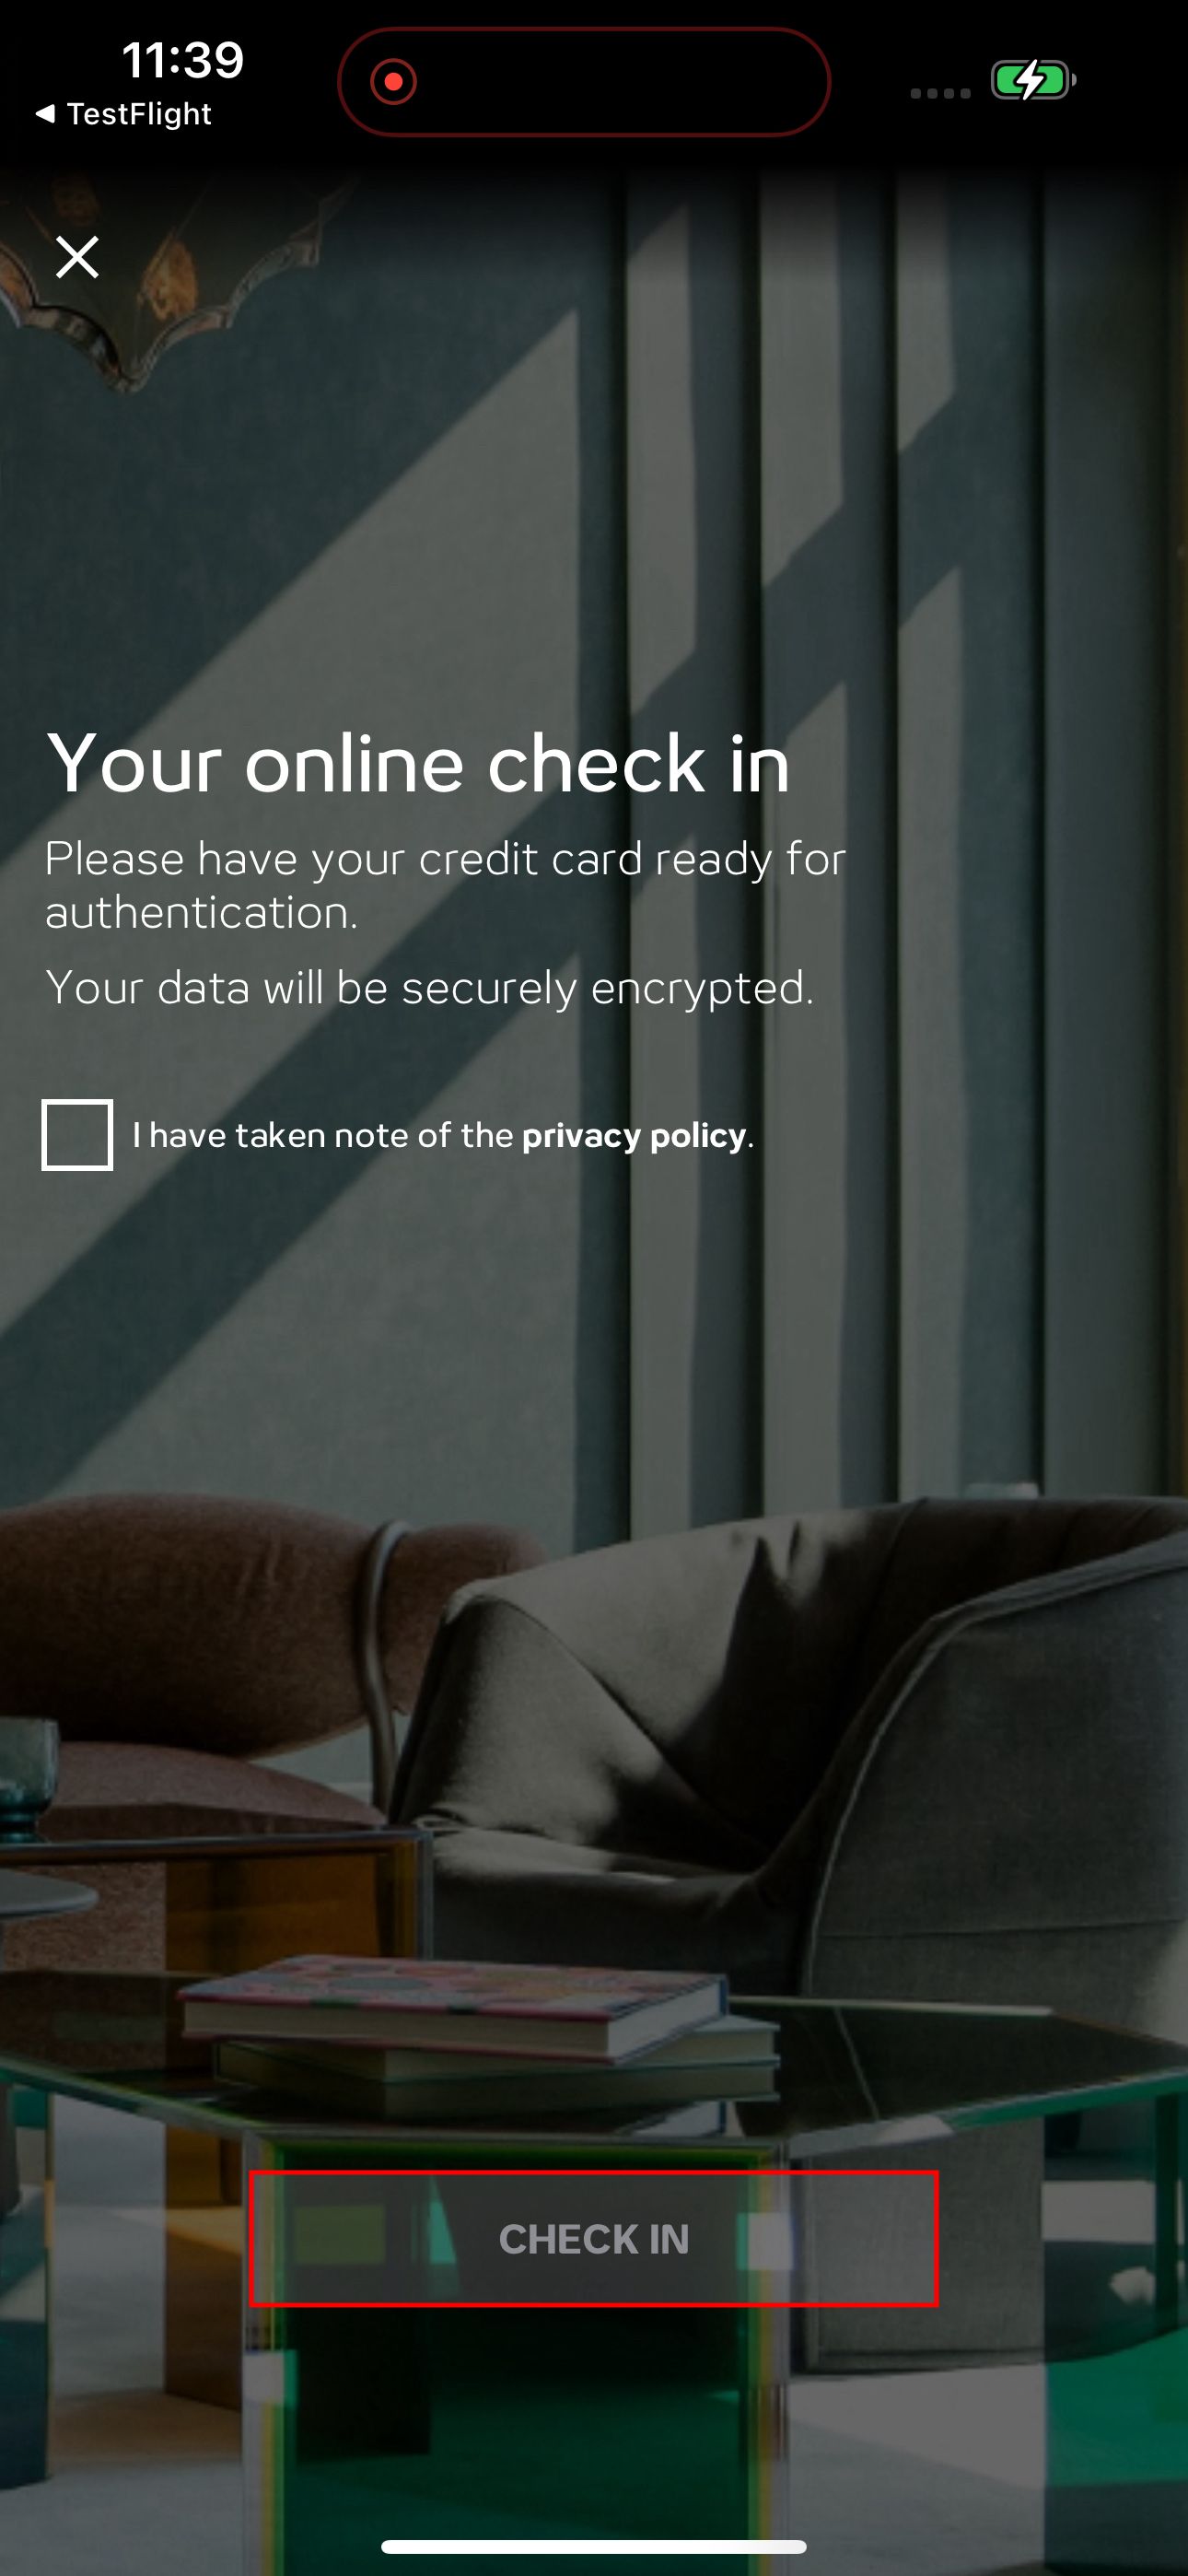 11:39
◀ TestFlight
Your online check in
Please have your credit card ready for
authentication.
Your data will be securely encrypted.
I have taken note of the privacy policy.
CHECK IN